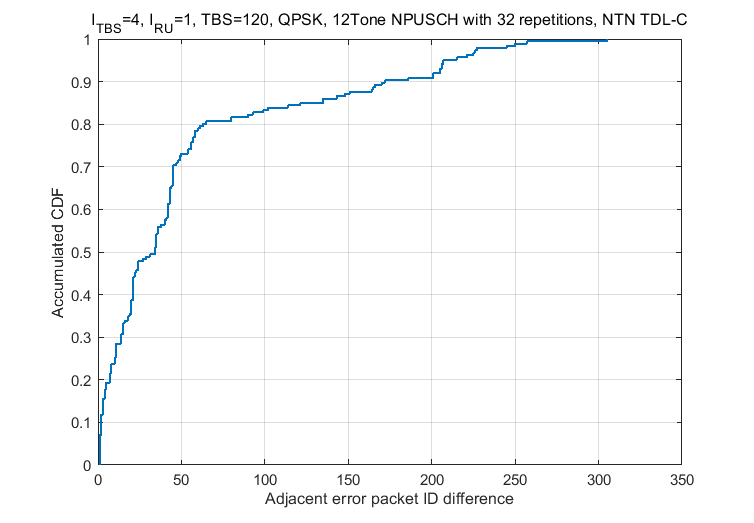 I_TBS=4, I_RU=1, TBS=120, QPSK, 12Tone NPUSCH with 32 repetitions, NTN TDL-C
1
0.9
0.8
0.7
0.6
0.5
0.4
0.3
0.2
0.1
0
Accumulated CDF
0 50 100 150 200 250 300 350
Adjacent error packet ID difference